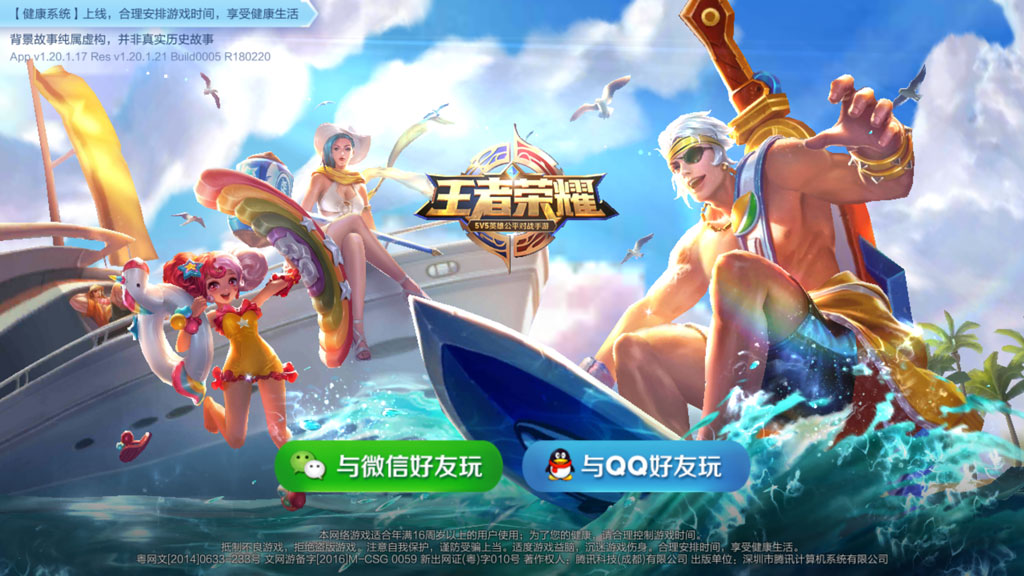 【健康系统】上线，合理安排游戏时间，享受健康生活
背景故事纯属虚构，并非真实历史故事
App v1.20.1.17 Res v1.20.1.21 Build0005 R180220
王者荣耀
5V5英雄公平对战手游
与微信好友玩
与QQ好友玩
本网络游戏适合年满16周岁以上的用户使用；为了您的健康，请合理控制游戏时间。
抵制不良游戏，拒绝盗版游戏。注意自我保护，谨防受骗上当。适度游戏益脑，沉迷游戏伤身。合理安排时间，享受健康生活。
粤网文[2014]0633-233号 文网游备字[2016]M-CSG 0059 新出网证(粤)字010号 著作权人：腾讯科技(成都)有限公司 出版单位：深圳市腾讯计算机系统有限公司